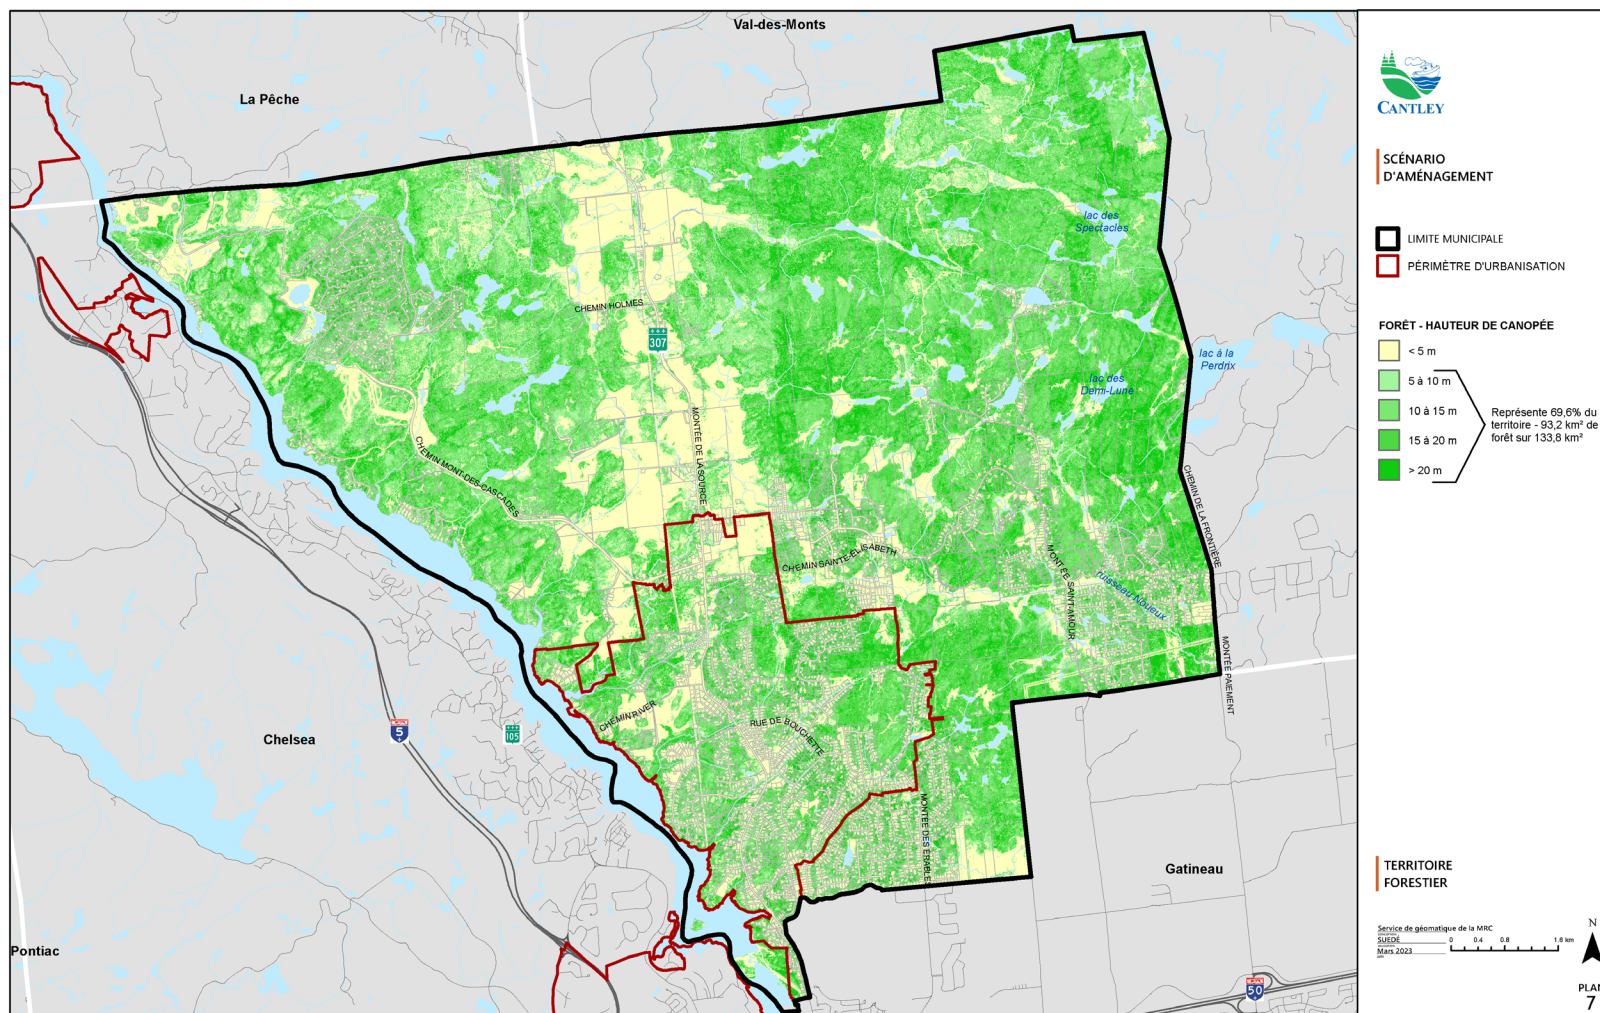 Val-des-Monts
La Pêche
lac des
Spectacles
CHEMIN HOLMES
307
lac à la
Perdrix
lac des
Demi-Lune
MONTÉE DE LA SOURCE
CHEMIN MONT-DES-CASCADES
CHEMIN DE LA FRONTIÈRE
CHEMIN SAINTE-ÉLISABETH
MONTÉE SAINT-AMOUR
ruisseau Noueux
MONTÉE PAIEMENT
CHEMIN RIVER
RUE DE BOUCHETTE
Chelsea
5
105
MONTÉE DES ÉRABLES
Gatineau
Pontiac
50
CANTLEY
SCÉNARIO
D'AMÉNAGEMENT
LIMITE MUNICIPALE
PÉRIMÈTRE D'URBANISATION
FORÊT - HAUTEUR DE CANOPÉE
< 5 m
5 à 10 m
10 à 15 m
15 à 20 m
> 20 m
Représente 69,6% du
territoire - 93,2 km² de
forêt sur 133,8 km²
TERRITOIRE
FORESTIER
Service de géomatique de la MRC
SUEDÉ
Mars 2023
0 0.4 0.8 1.6 km
N
PLAN
7